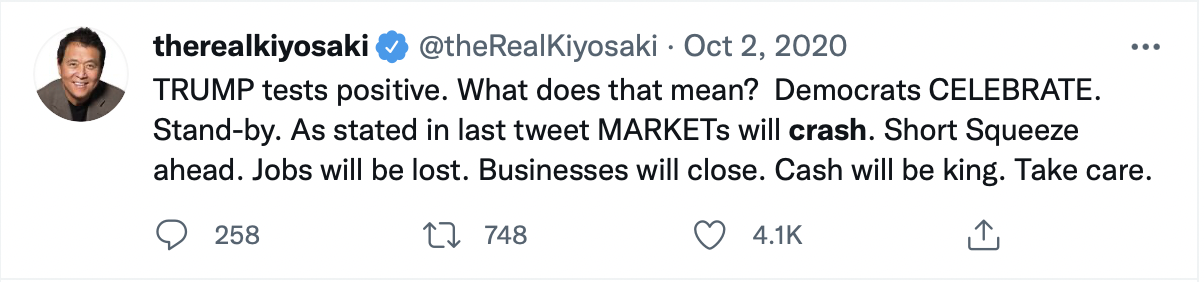 therealkiyosaki @theRealKiyosaki · Oct 2, 2020
TRUMP tests positive. What does that mean?  Democrats CELEBRATE.
Stand-by. As stated in last tweet MARKETs will crash. Short Squeeze
ahead. Jobs will be lost. Businesses will close. Cash will be king. Take care.
258 748 4.1K